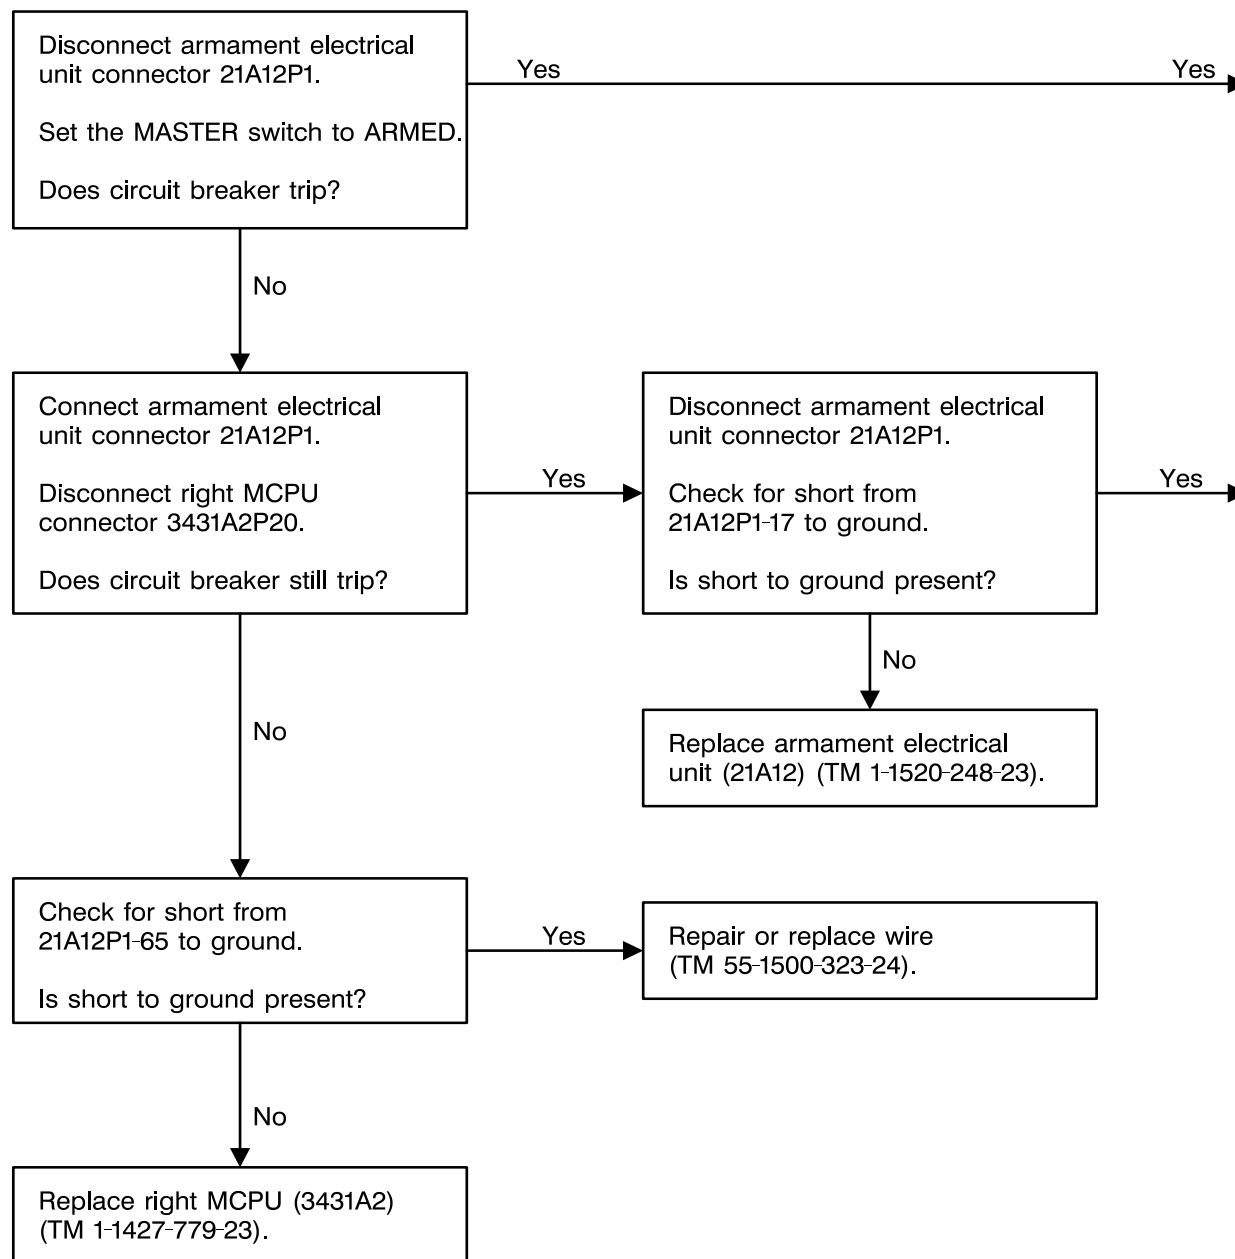 Disconnect armament electrical
unit connector 21A12P1.
Set the MASTER switch to ARMED.
Does circuit breaker trip?
Yes
Yes
No
Connect armament electrical
unit connector 21A12P1.
Disconnect right MCPU
connector 3431A2P20.
Does circuit breaker still trip?
Yes
Disconnect armament electrical
unit connector 21A12P1.
Check for short from
21A12P1-17 to ground.
Is short to ground present?
Yes
No
Replace armament electrical
unit (21A12) (TM 1-1520-248-23).
No
Check for short from
21A12P1-65 to ground.
Is short to ground present?
Yes
Repair or replace wire
(TM 55-1500-323-24).
No
Replace right MCPU (3431A2)
(TM 1-1427-779-23).